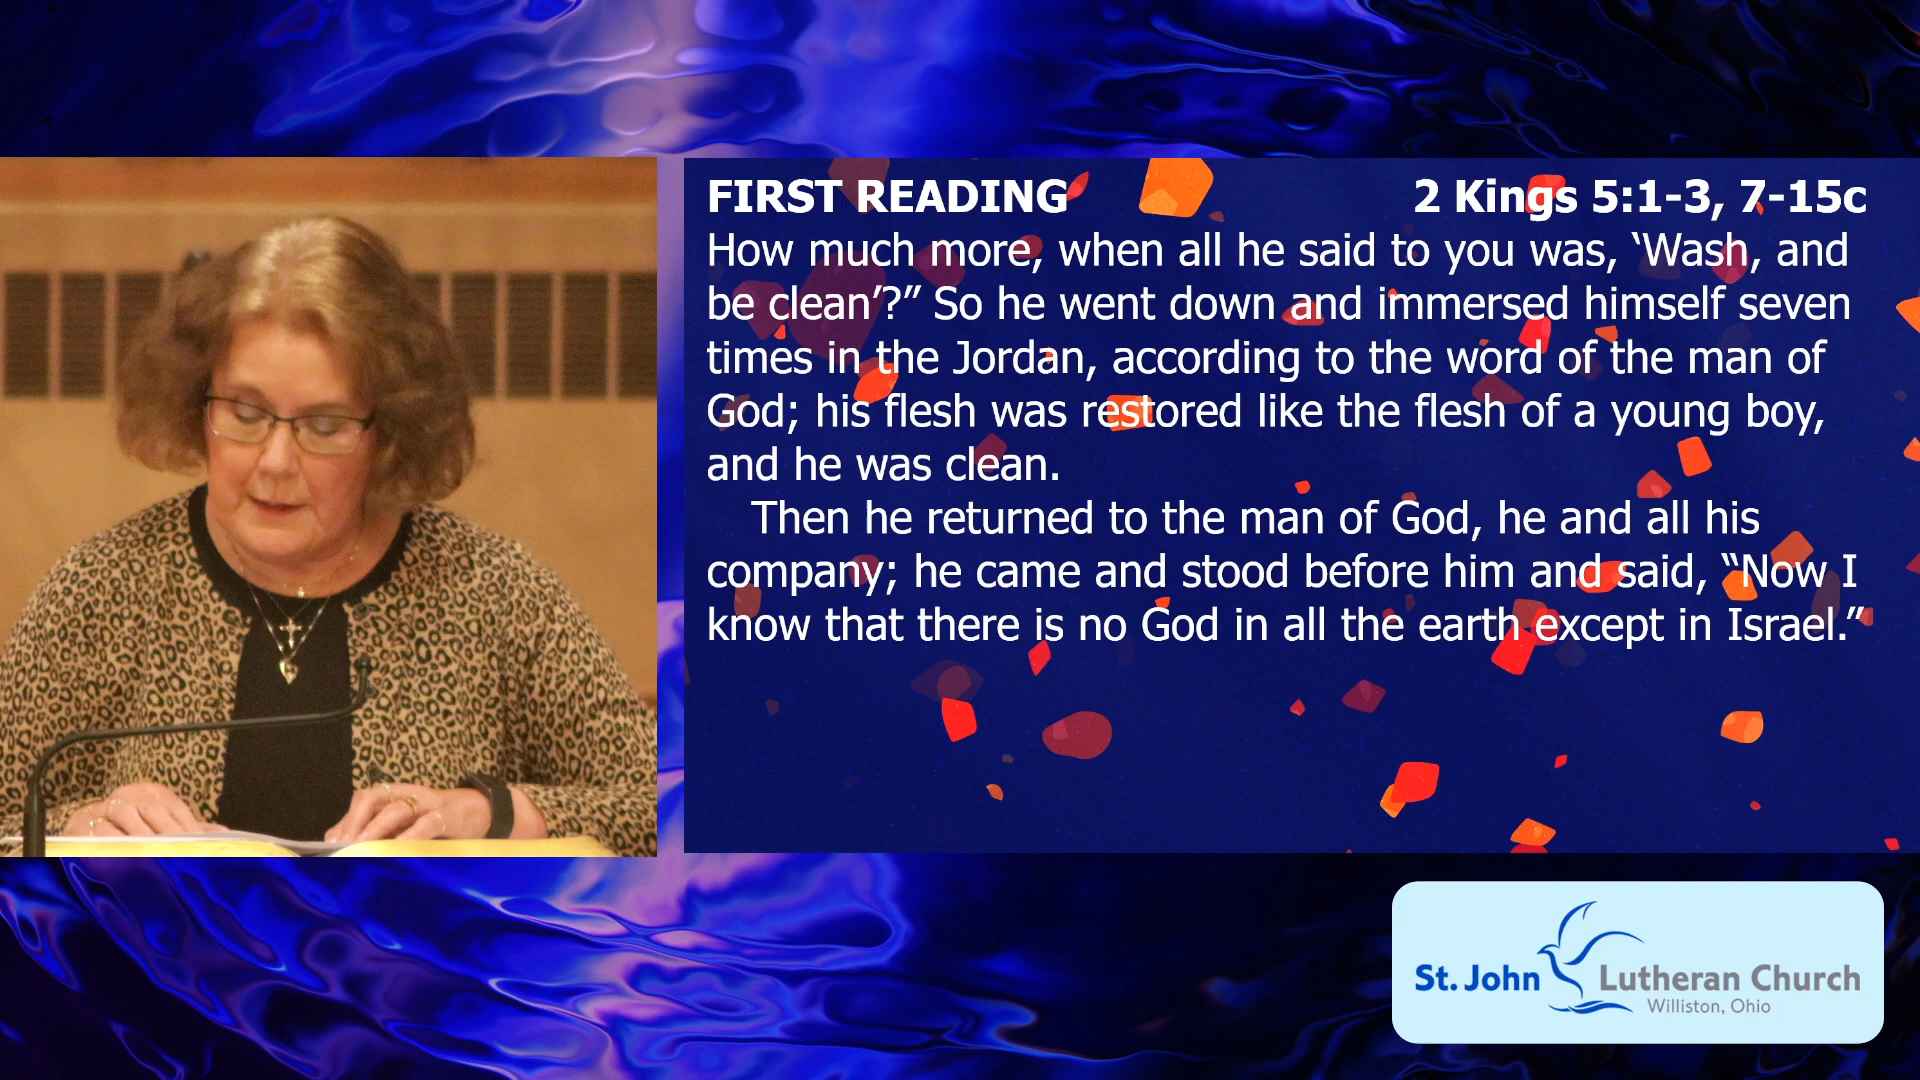 FIRST READING 2 Kings 5:1-3, 7-15c
How much more, when all he said to you was, ‘Wash, and
be clean’?” So he went down and immersed himself seven
times in the Jordan, according to the word of the man of
God; his flesh was restored like the flesh of a young boy,
and he was clean.
Then he returned to the man of God, he and all his
company; he came and stood before him and said, “Now I
know that there is no God in all the earth except in Israel.”
St. John Lutheran Church
Williston, Ohio